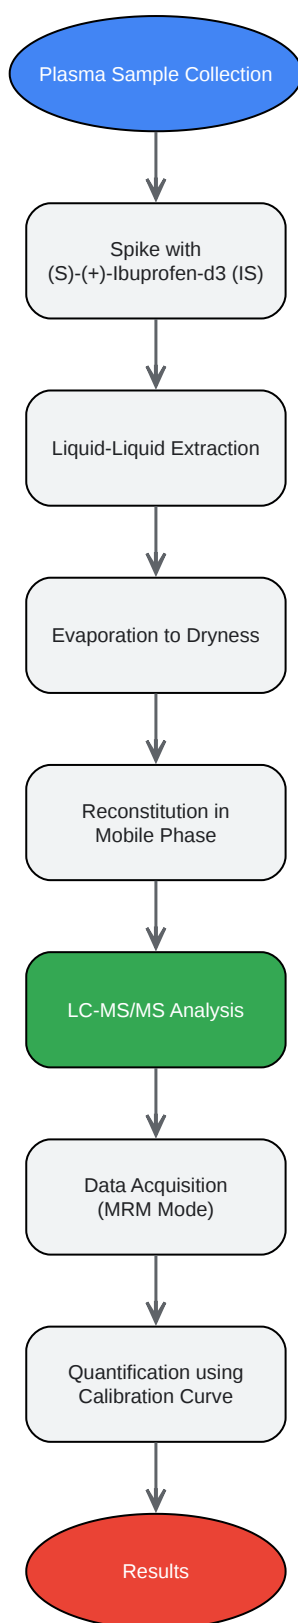 Plasma Sample Collection
Spike with
(S)-(+)-Ibuprofen-d3 (IS)
Liquid-Liquid Extraction
Evaporation to Dryness
Reconstitution in
Mobile Phase
LC-MS/MS Analysis
Data Acquisition
(MRM Mode)
Quantification using
Calibration Curve
Results